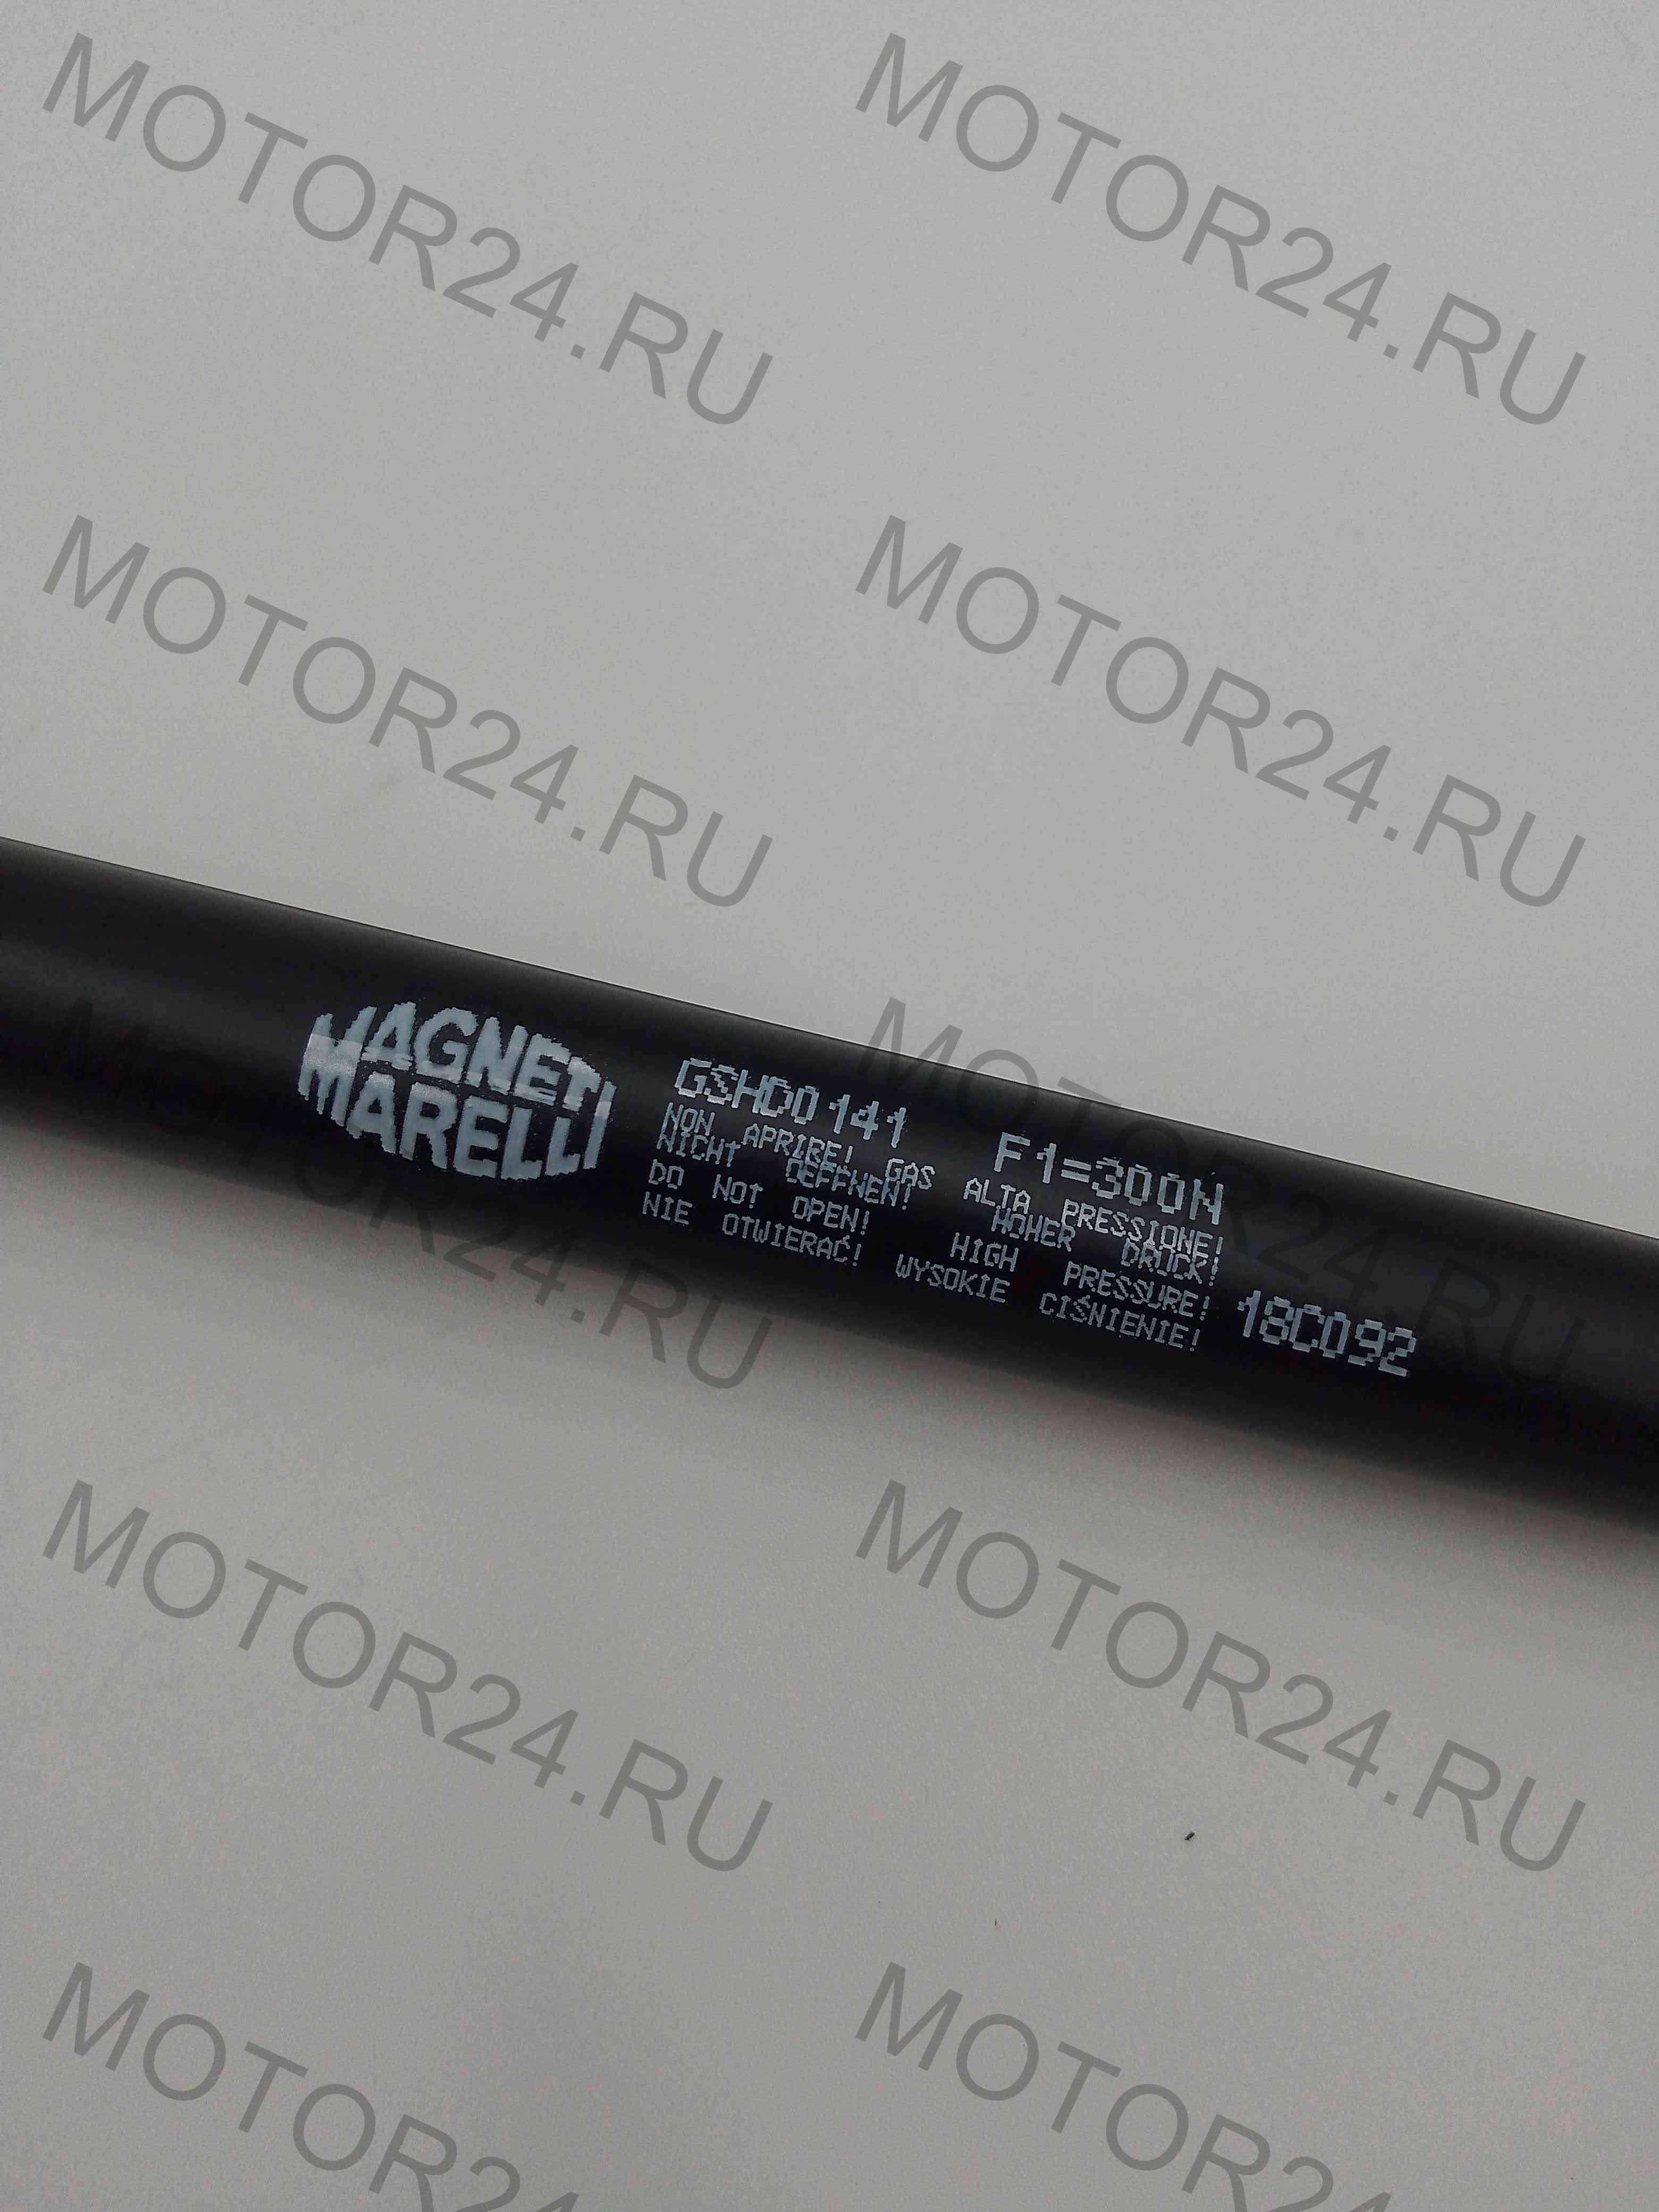 MOTOR24.RU MOTOR24.RU
MOTOR24.RU MOTOR24.RU
MAGNETI
MARELLI
GSHD0141 F1=300N
NON APRIRE! GAS ALTA PRESSIONE!
NICHT OEFFNEN! HOHER DRUCK!
DO NOT OPEN! HIGH PRESSURE!
NIE OTWIERAĆ! WYSOKIE CIŚNIENIE!
18C092
MOTOR24.RU MOTOR24.RU
MOTOR24.RU MOTOR24.RU
MOTOR24 MOTOR24